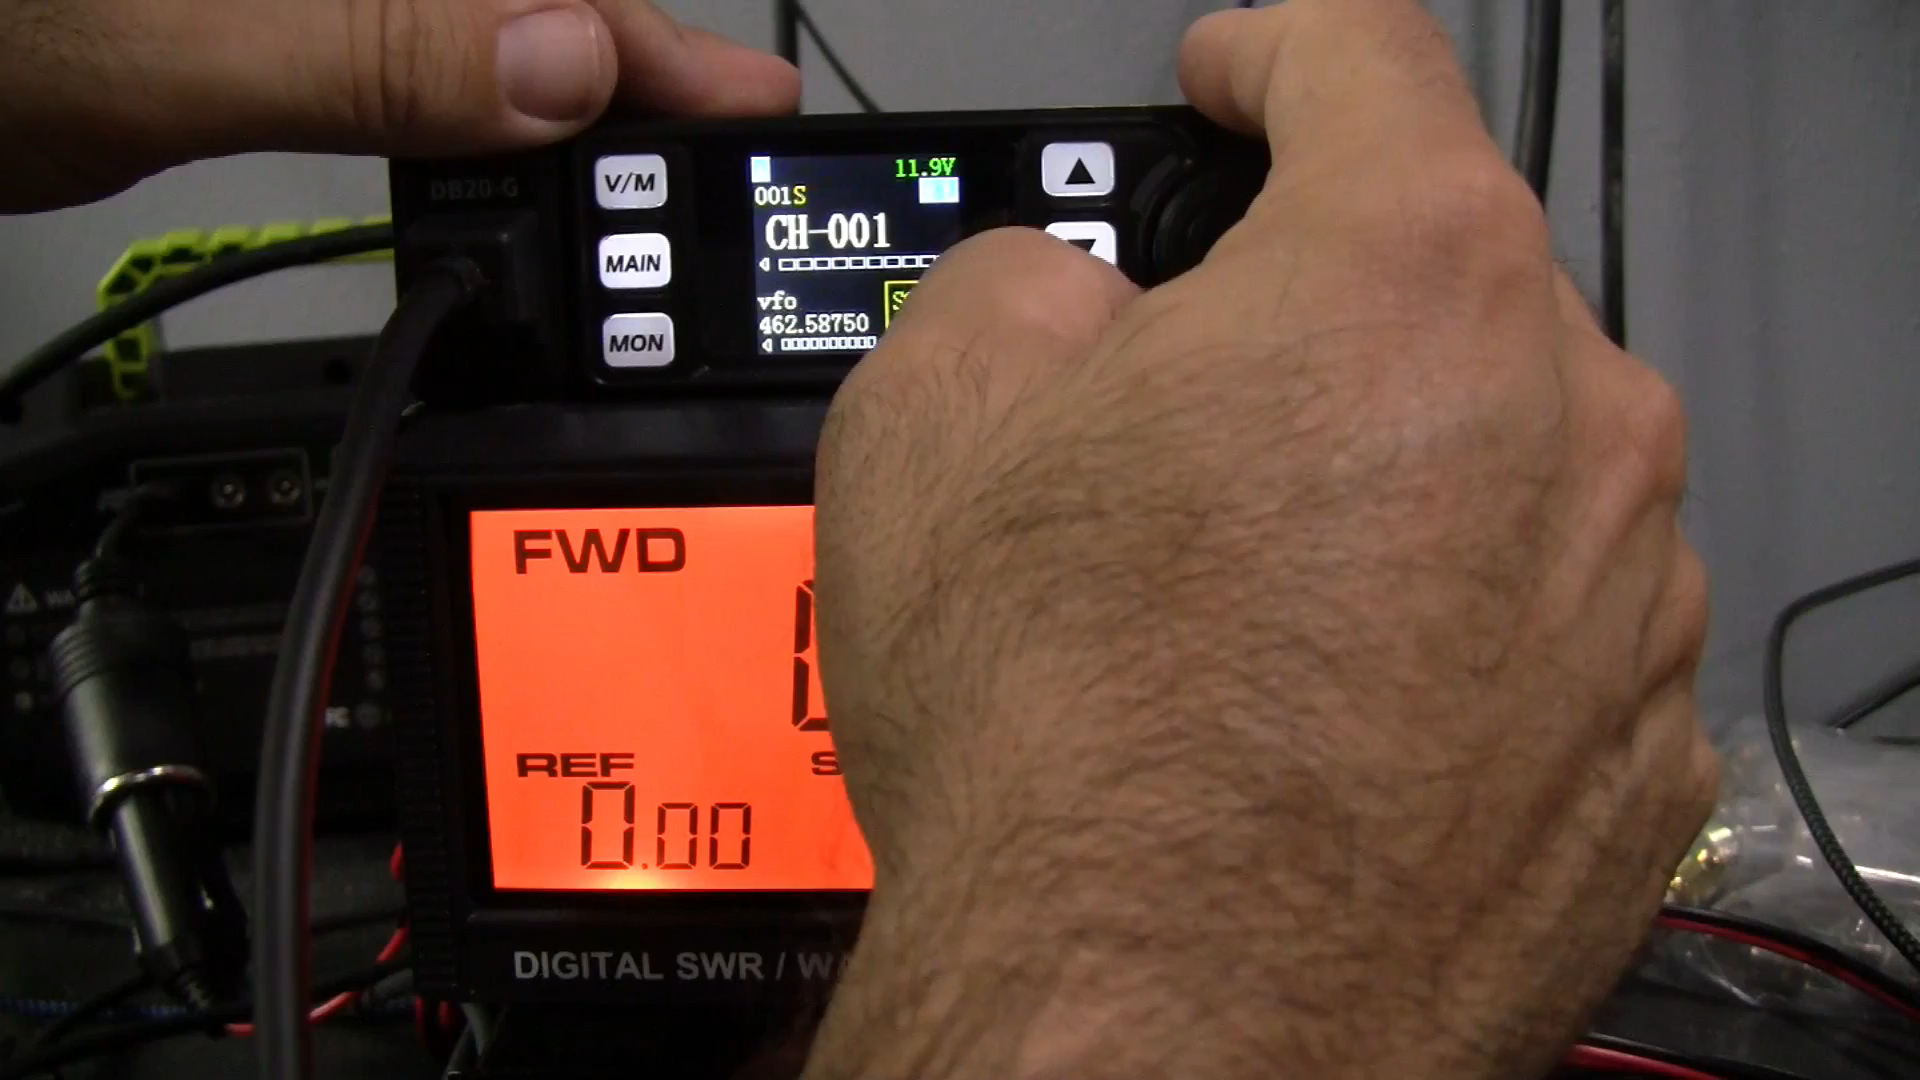 DB20-G
V/M
MAIN
MON
11.9V
001S
CH-001
vfo
462.58750
FWD
REF
0.00
DIGITAL SWR /